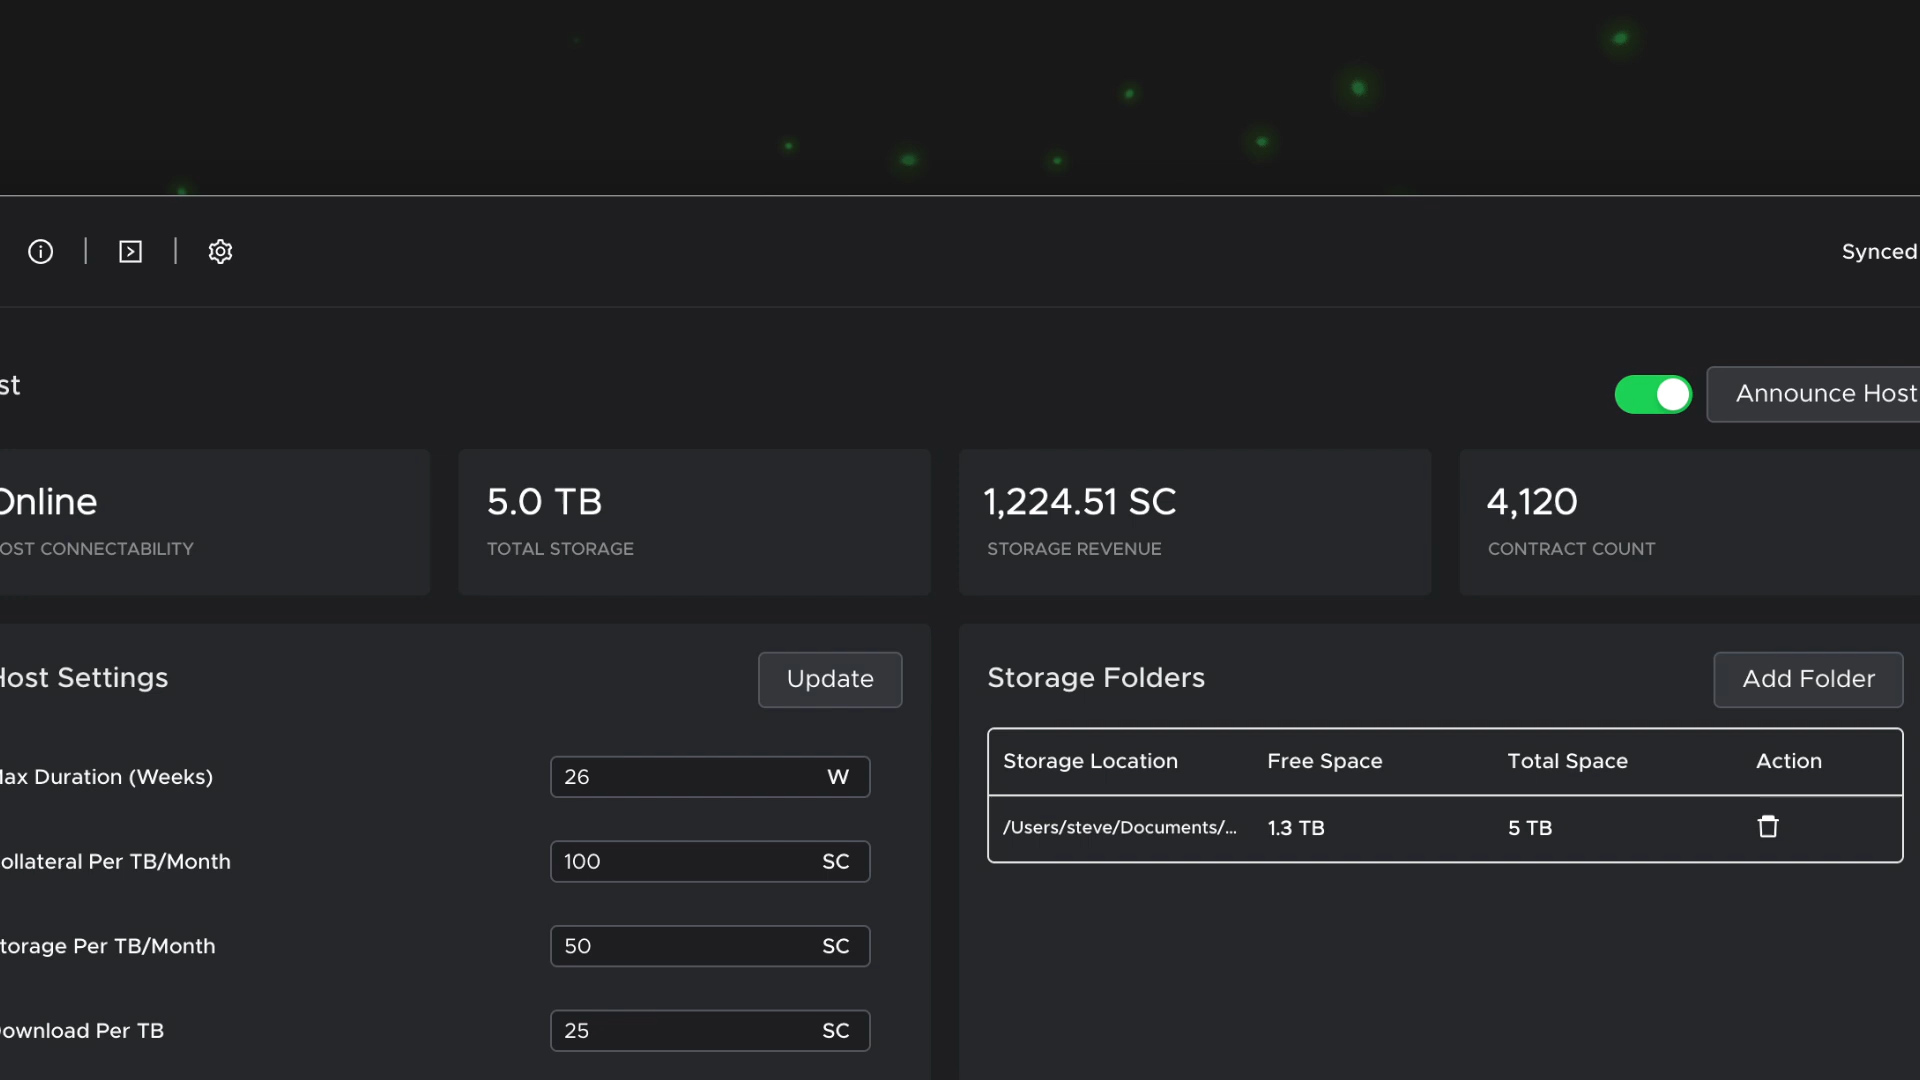 Synced
st
Announce Host
Online
OST CONNECTABILITY
5.0 TB
TOTAL STORAGE
1,224.51 SC
STORAGE REVENUE
4,120
CONTRACT COUNT
Host Settings
Update
Max Duration (Weeks)
26 W
ollateral Per TB/Month
100 SC
torage Per TB/Month
50 SC
Download Per TB
25 SC
Storage Folders
Add Folder
Storage Location Free Space Total Space Action
/Users/steve/Documents/... 1.3 TB 5 TB